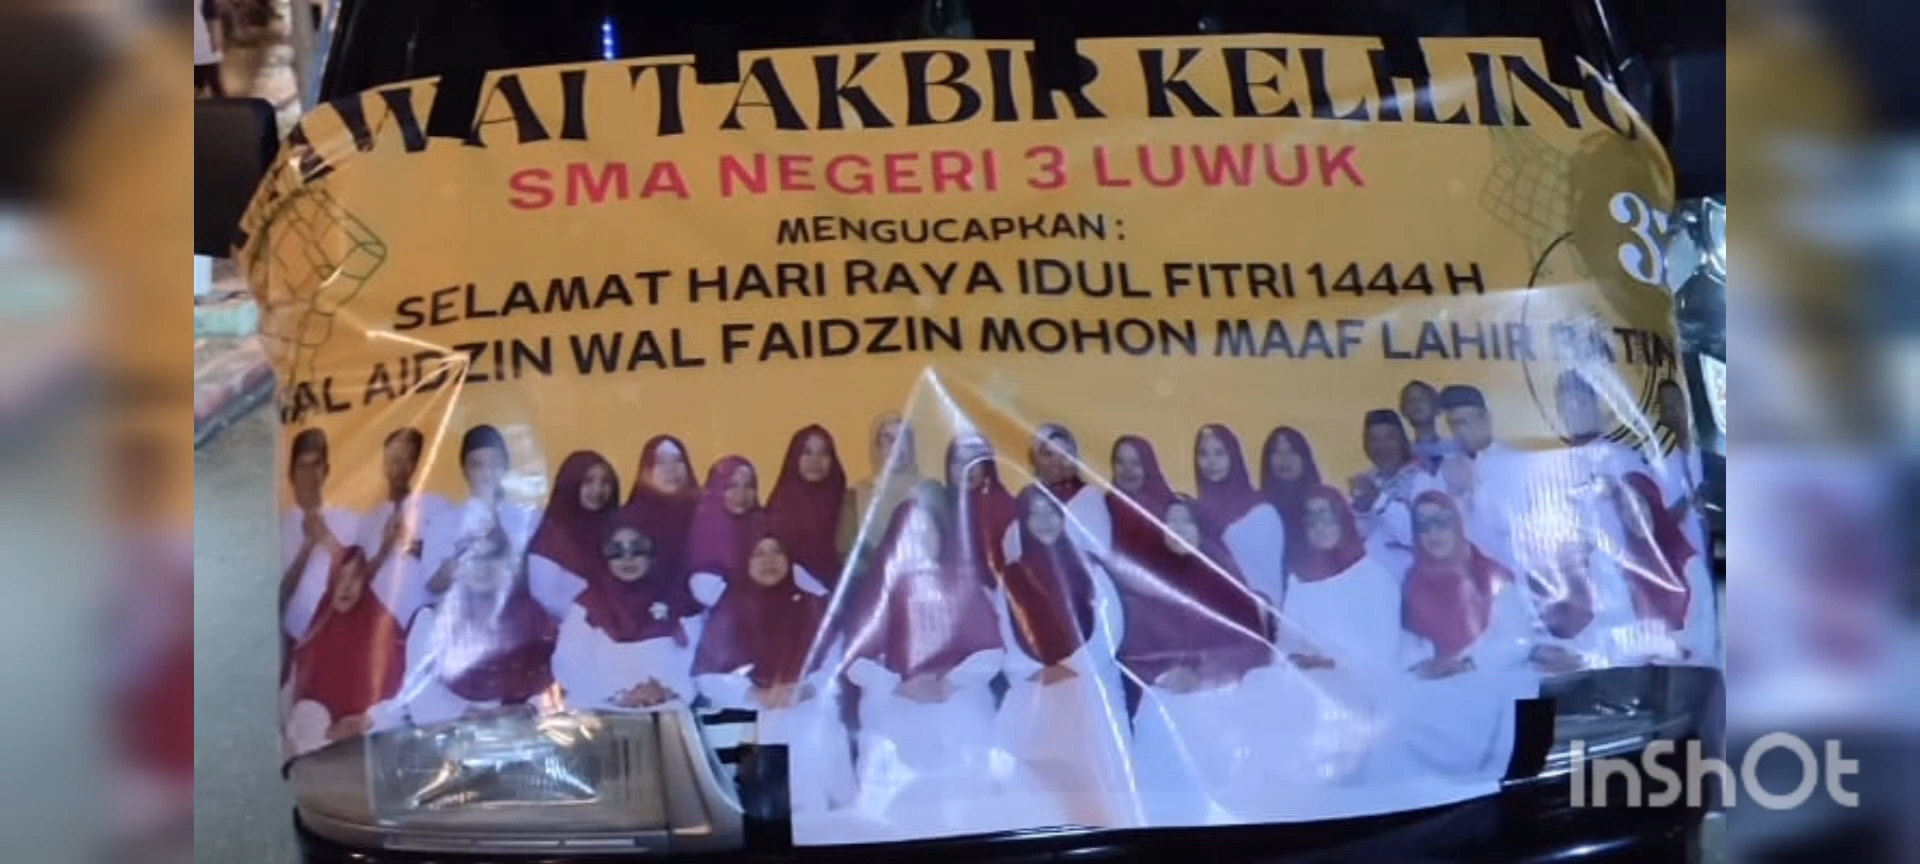 TAKBIR KELILING
SMA NEGERI 3 LUWUK
MENGUCAPKAN :
SELAMAT HARI RAYA IDUL FITRI 1444 H
AIDZIN WAL FAIDZIN MOHON MAAF LAHIR
InShOt